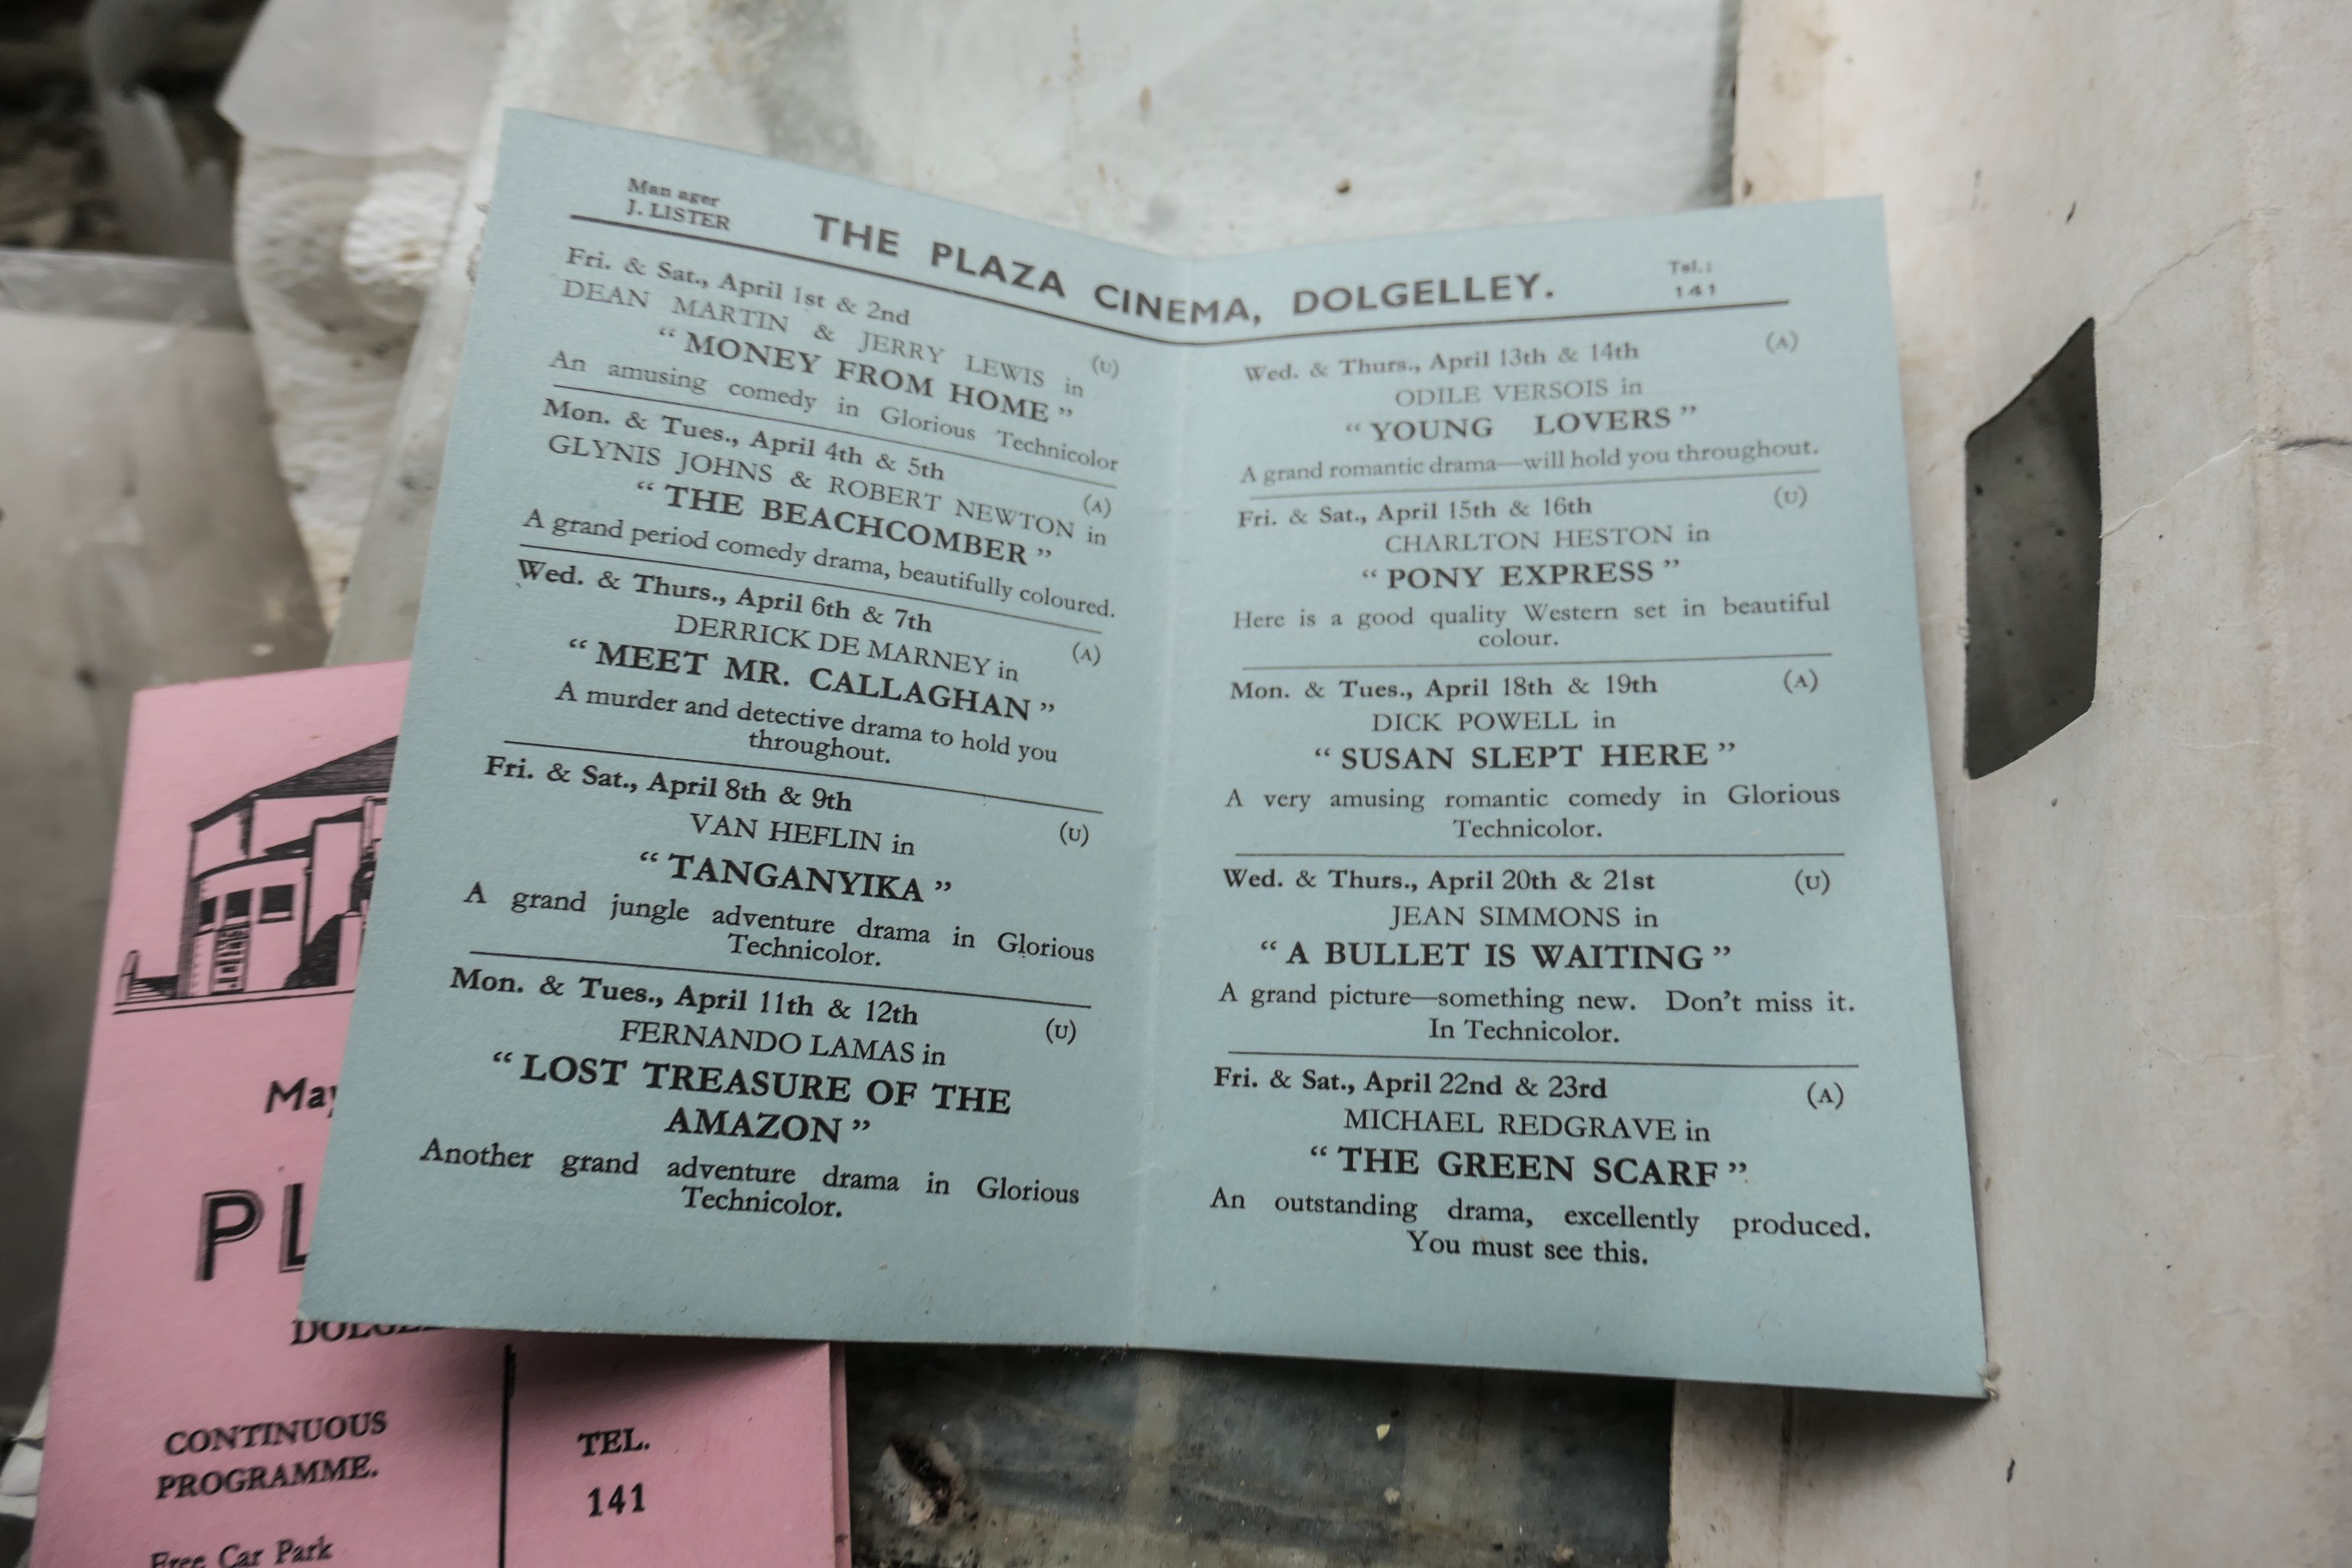 Man ager
J. LISTER
THE PLAZA CINEMA, DOLGELLEY.
Tel.:
141
Fri. & Sat., April 1st & 2nd
DEAN MARTIN & JERRY LEWIS in (U)
“ MONEY FROM HOME ”
An amusing comedy in Glorious Technicolor
Mon. & Tues., April 4th & 5th
GLYNIS JOHNS & ROBERT NEWTON in (A)
“ THE BEACHCOMBER ”
A grand period comedy drama, beautifully coloured.
Wed. & Thurs., April 6th & 7th
DERRICK DE MARNEY in (A)
“ MEET MR. CALLAGHAN ”
A murder and detective drama to hold you
throughout.
Fri. & Sat., April 8th & 9th
VAN HEFLIN in (U)
“ TANGANYIKA ”
A grand jungle adventure drama in Glorious
Technicolor.
Mon. & Tues., April 11th & 12th
FERNANDO LAMAS in (U)
“ LOST TREASURE OF THE
AMAZON ”
Another grand adventure drama in Glorious
Technicolor.
Wed. & Thurs., April 13th & 14th (A)
ODILE VERSOIS in
“ YOUNG LOVERS ”
A grand romantic drama—will hold you throughout.
Fri. & Sat., April 15th & 16th (U)
CHARLTON HESTON in
“ PONY EXPRESS ”
Here is a good quality Western set in beautiful
colour.
Mon. & Tues., April 18th & 19th (A)
DICK POWELL in
“ SUSAN SLEPT HERE ”
A very amusing romantic comedy in Glorious
Technicolor.
Wed. & Thurs., April 20th & 21st (U)
JEAN SIMMONS in
“ A BULLET IS WAITING ”
A grand picture—something new. Don’t miss it.
In Technicolor.
Fri. & Sat., April 22nd & 23rd (A)
MICHAEL REDGRAVE in
“ THE GREEN SCARF ”
An outstanding drama, excellently produced.
You must see this.
May
PL
CONTINUOUS
PROGRAMME.
TEL.
141
Free Car Park